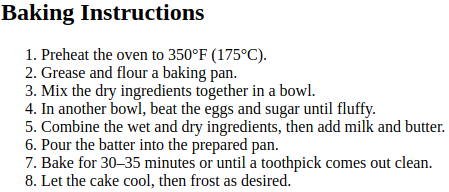 Baking Instructions
1. Preheat the oven to 350°F (175°C).
2. Grease and flour a baking pan.
3. Mix the dry ingredients together in a bowl.
4. In another bowl, beat the eggs and sugar until fluffy.
5. Combine the wet and dry ingredients, then add milk and butter.
6. Pour the batter into the prepared pan.
7. Bake for 30–35 minutes or until a toothpick comes out clean.
8. Let the cake cool, then frost as desired.